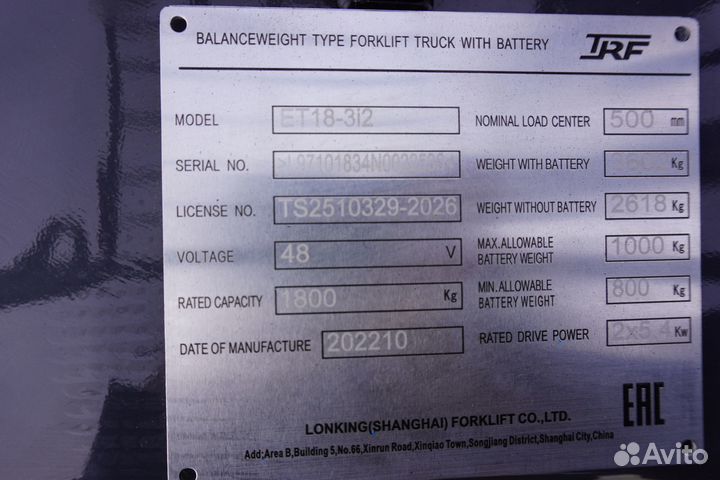 BALANCEWEIGHT TYPE FORKLIFT TRUCK WITH BATTERY TRF
MODEL ET18-3i2 NOMINAL LOAD CENTER 500 mm
SERIAL NO. WEIGHT WITH BATTERY Kg
LICENSE NO. TS2510329-2026 WEIGHT WITHOUT BATTERY 2618 Kg
VOLTAGE 48 V MAX.ALLOWABLE BATTERY WEIGHT 1000 Kg
RATED CAPACITY 1800 Kg MIN.ALLOWABLE BATTERY WEIGHT 800 Kg
DATE OF MANUFACTURE 202210 RATED DRIVE POWER 2x5.4 Kw
EAC
LONKING(SHANGHAI) FORKLIFT CO.,LTD.
Add;Area B,Building 5,No.66,Xinrun Road,Xinqiao Town,Songjiang District,Shanghai City,China
Avito